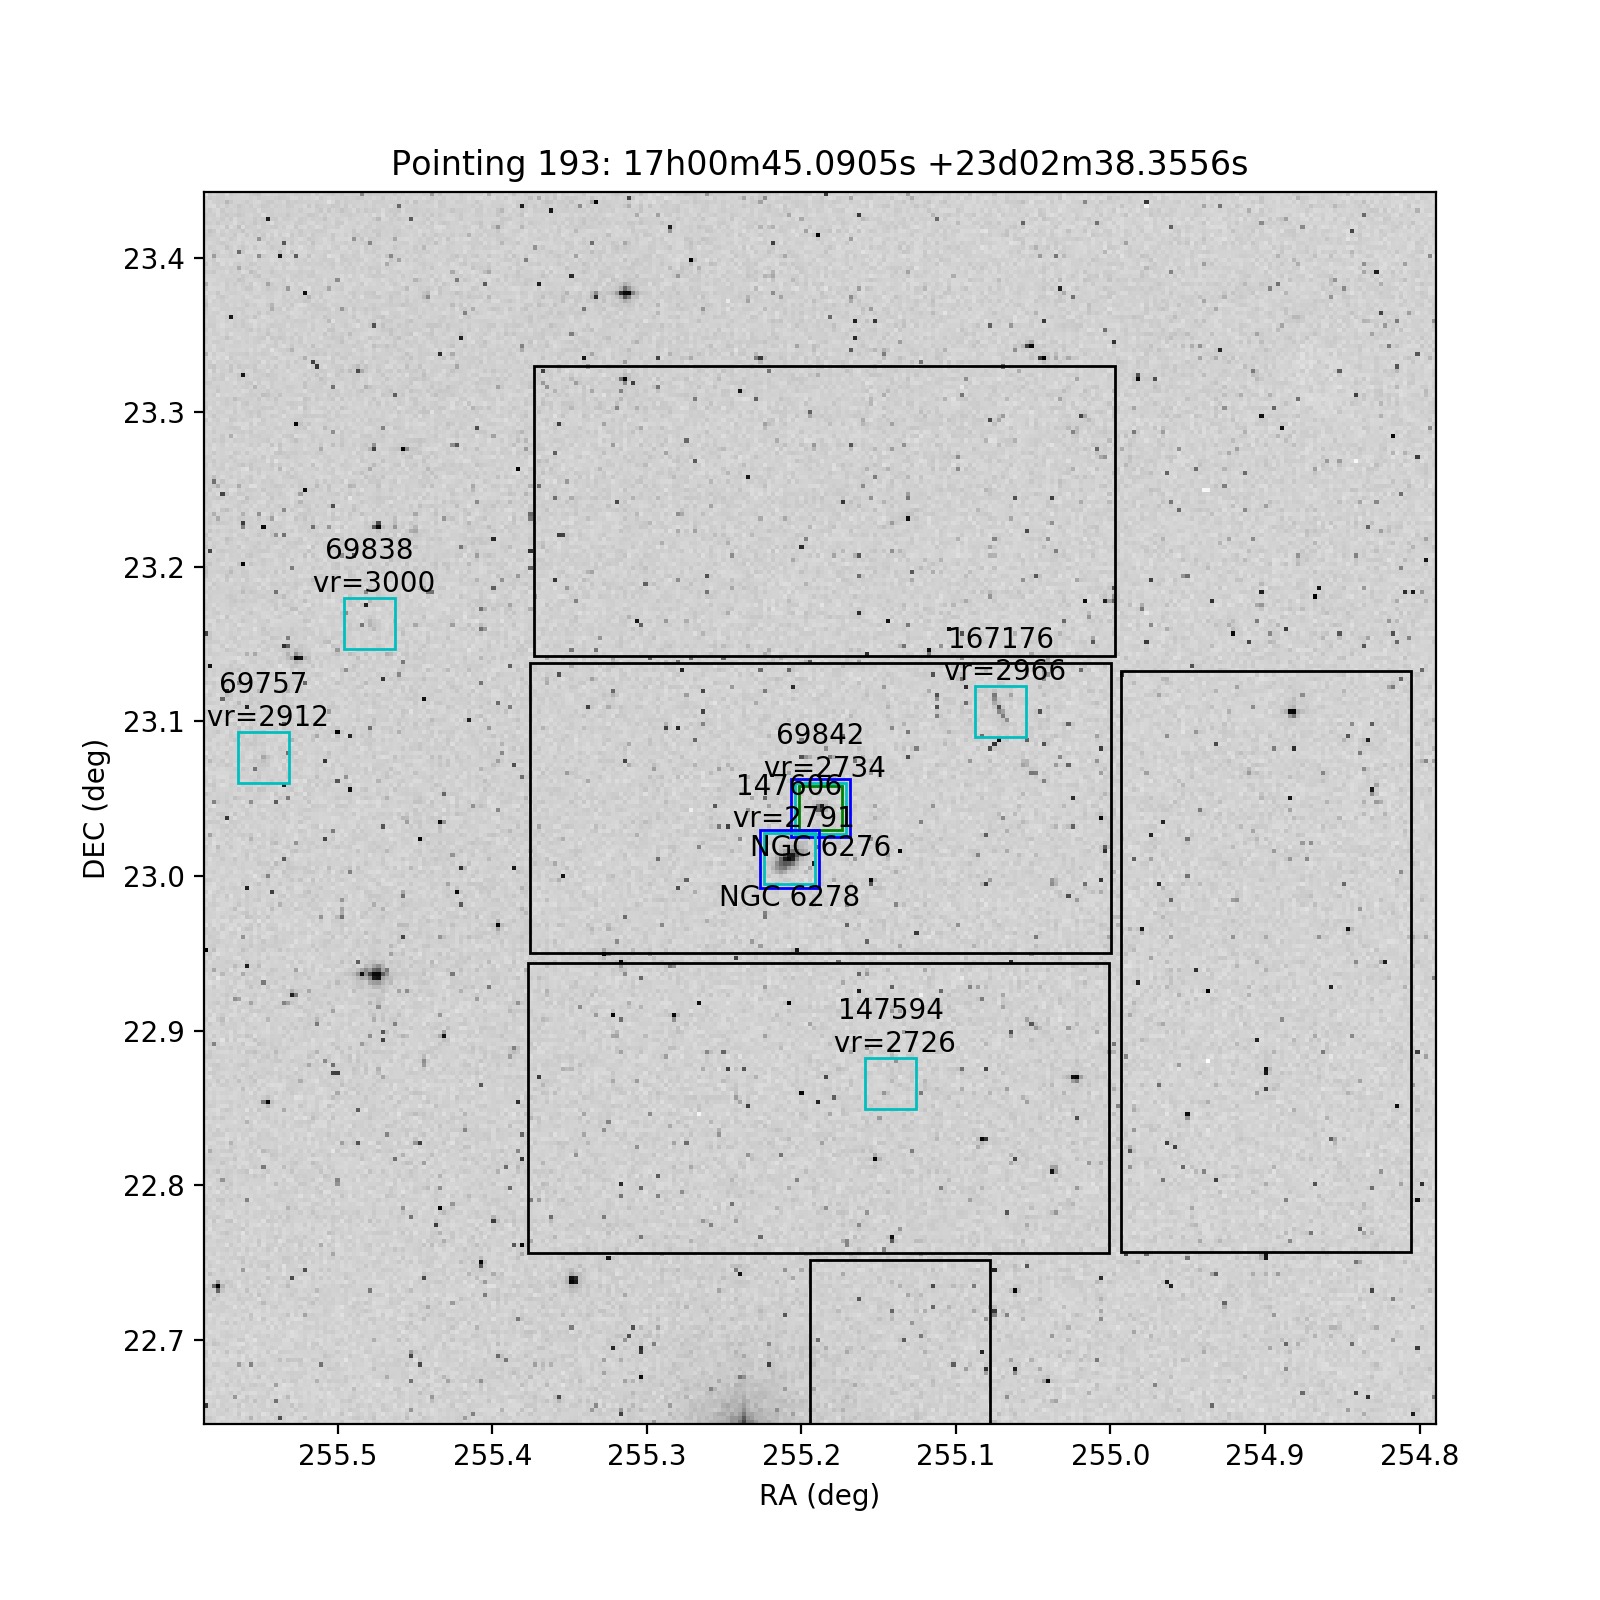 Pointing 193: 17h00m45.0905s +23d02m38.3556s
23.4
23.3
23.2
23.1
23.0
22.9
22.8
22.7
DEC (deg)
69838
vr=3000
167176
vr=2966
69757
vr=2912
69842
vr=2734
147606
vr=2791
NGC 6276
NGC 6278
147594
vr=2726
255.5 255.4 255.3 255.2 255.1 255.0 254.9 254.8
RA (deg)